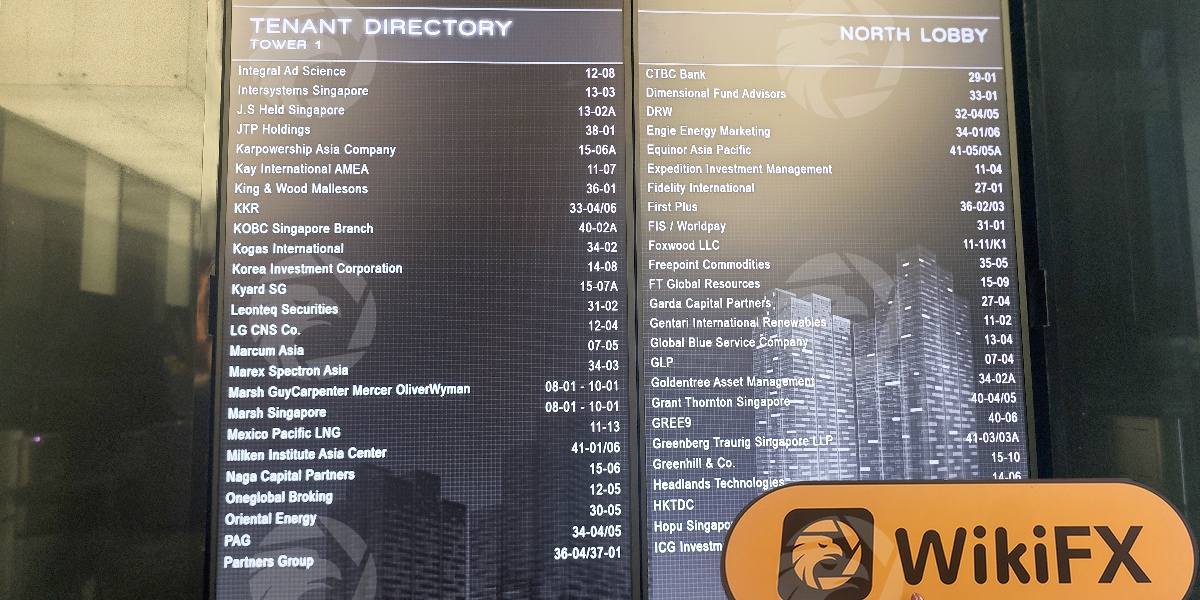 TENANT DIRECTORY
TOWER 1
Integral Ad Science 12-08
Intersystems Singapore 13-03
J.S Held Singapore 13-02A
JTP Holdings 38-01
Karpowership Asia Company 15-06A
Kay International AMEA 11-07
King & Wood Mallesons 36-01
KKR 33-04/06
KOBC Singapore Branch 40-02A
Kogas International 34-02
Korea Investment Corporation 14-08
Kyard SG 15-07A
Leonteq Securities 31-02
LG CNS Co. 12-04
Marcum Asia 07-05
Marex Spectron Asia 34-03
Marsh GuyCarpenter Mercer OliverWyman 08-01 - 10-01
Marsh Singapore 08-01 - 10-01
Mexico Pacific LNG 11-13
Milken Institute Asia Center 41-01/06
Naga Capital Partners 15-06
Oneglobal Broking 12-05
Oriental Energy 30-05
PAG 34-04/05
Partners Group 36-04/37-01
NORTH LOBBY
CTBC Bank 29-01
Dimensional Fund Advisors 33-01
DRW 32-04/05
Engie Energy Marketing 34-01/06
Equinor Asia Pacific 41-05/05A
Expedition Investment Management 11-04
Fidelity International 27-01
First Plus 36-02/03
FIS / Worldpay 31-01
Foxwood LLC 11-11/K1
Freepoint Commodities 35-05
FT Global Resources 15-09
Garda Capital Partners 27-04
Gentari International Renewables 11-02
Global Blue Service Company 13-04
GLP 07-04
Goldentree Asset Management 34-02A
Grant Thornton Singapore 40-04/05
GREE9 40-06
Greenberg Traurig Singapore LLP 41-03/03A
Greenhill & Co. 15-10
Headlands Technologies 14-06
HKTDC
Hopu Singapo
ICG Investm
WikiFX